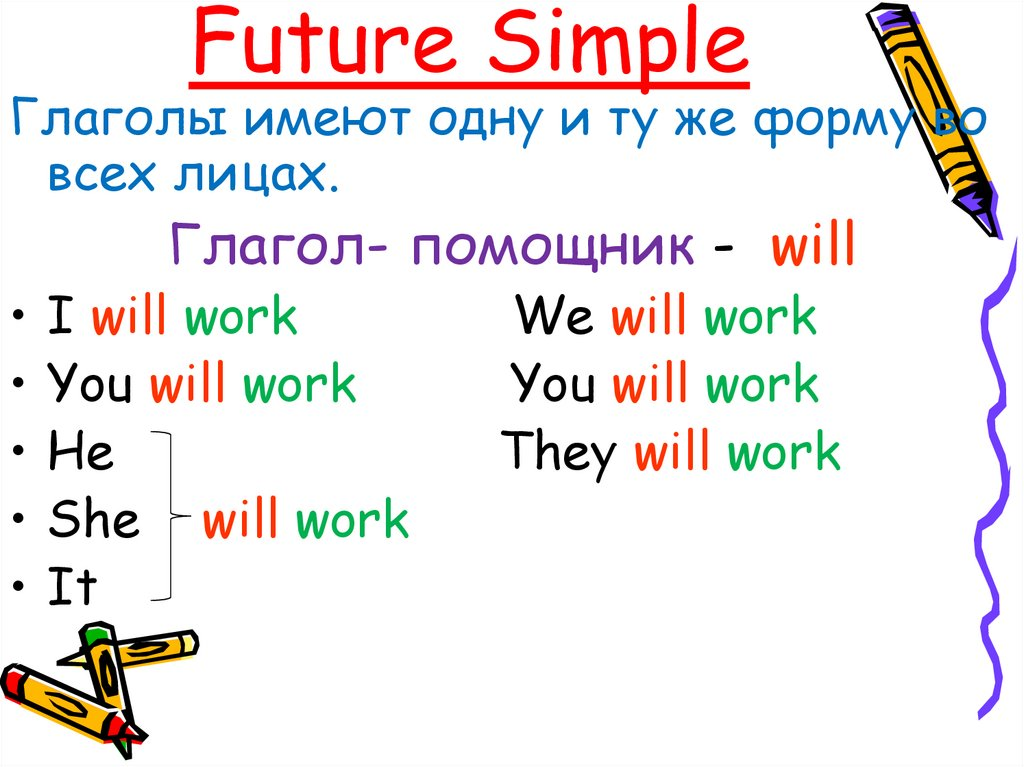 Future Simple
Глаголы имеют одну и ту же форму во
всех лицах.
Глагол- помощник - will
• I will work We will work
• You will work You will work
• He They will work
• She will work
• It